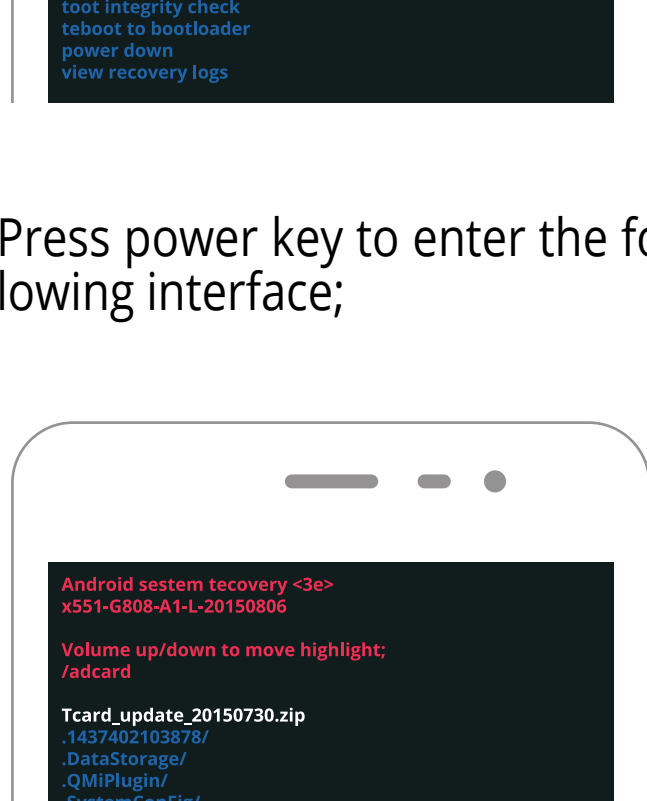 toot integrity check
teboot to bootloader
power down
view recovery logs
Press power key to enter the fo
lowing interface;
Android sestem tecovery <3e>
x551-G808-A1-L-20150806
Volume up/down to move highlight;
/adcard
Tcard_update_20150730.zip
.1437402103878/
.DataStorage/
.QMiPlugin/
.SystemConFig/